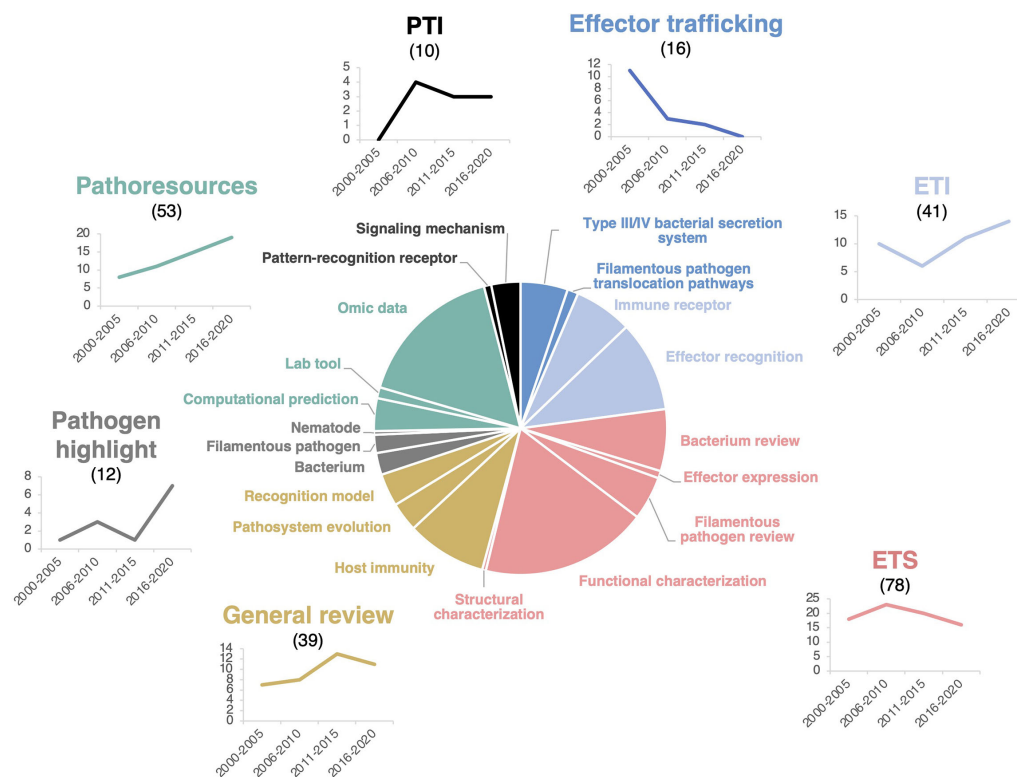 PTI
(10)
5
4
3
2
1
0
2000-2005
2006-2010
2011-2015
2016-2020
Effector trafficking
(16)
12
10
8
6
4
2
0
2000-2005
2006-2010
2011-2015
2016-2020
Pathoresources
(53)
20
15
10
5
0
2000-2005
2006-2010
2011-2015
2016-2020
ETI
(41)
15
10
5
0
2000-2005
2006-2010
2011-2015
2016-2020
Signaling mechanism
Pattern-recognition receptor
Omic data
Lab tool
Computational prediction
Nematode
Filamentous pathogen
Bacterium
Recognition model
Pathosystem evolution
Host immunity
Type III/IV bacterial secretion
system
Filamentous pathogen
translocation pathways
Immune receptor
Effector recognition
Bacterium review
Effector expression
Filamentous
pathogen review
Functional characterization
Structural
characterization
Pathogen
highlight
(12)
8
6
4
2
0
2000-2005
2006-2010
2011-2015
2016-2020
ETS
(78)
25
20
15
10
5
0
2000-2005
2006-2010
2011-2015
2016-2020
General review
(39)
14
12
10
8
6
4
2
0
2000-2005
2006-2010
2011-2015
2016-2020